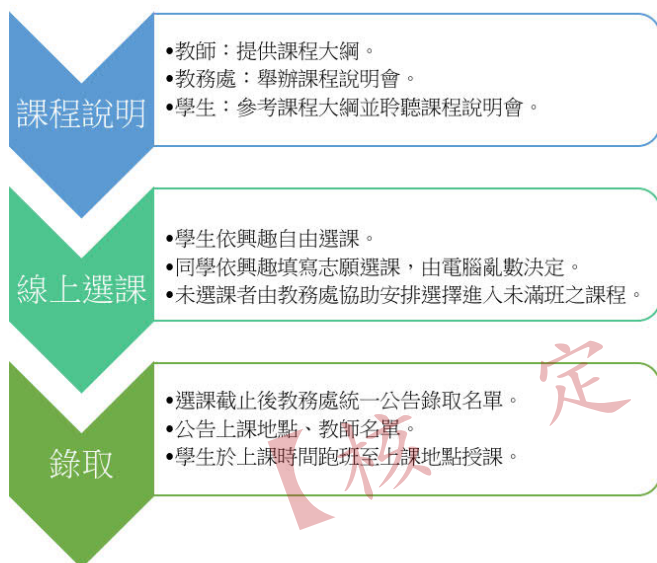 課程說明
•教師：提供課程大綱。
•教務處：舉辦課程說明會。
•學生：參考課程大綱並聆聽課程說明會。
線上選課
•學生依興趣自由選課。
•同學依興趣填寫志願選課，由電腦亂數決定。
•未選課者由教務處協助安排選擇進入未滿班之課程。
錄取
•選課截止後教務處統一公告錄取名單。
•公告上課地點、教師名單。
•學生於上課時間跑班至上課地點授課。
【核定